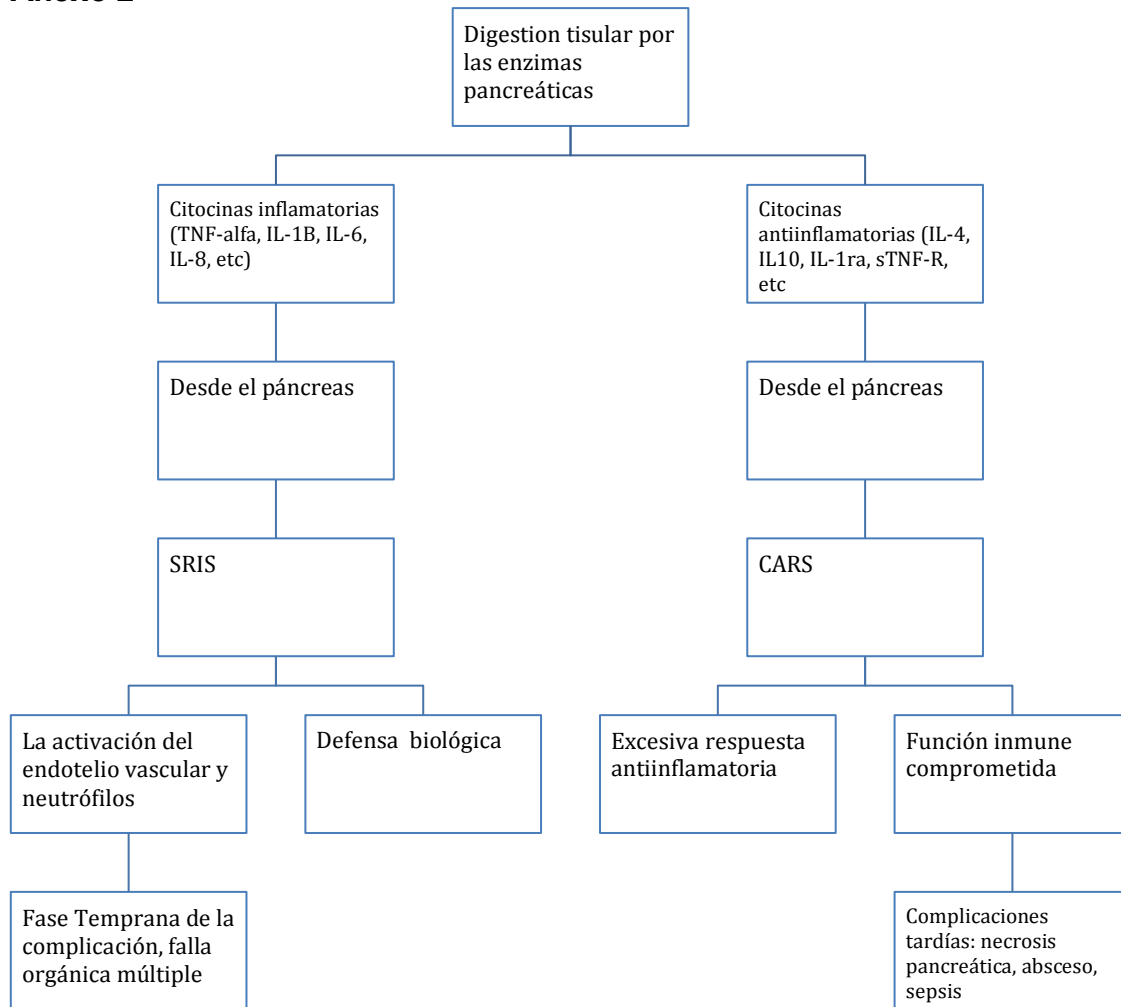 Digestion tisular por
las enzimas
pancreáticas
Citocinas inflamatorias
(TNF-alfa, IL-1B, IL-6,
IL-8, etc)
Citocinas
antiinflamatorias (IL-4,
IL10, IL-1ra, sTNF-R,
etc
Desde el páncreas
Desde el páncreas
SRIS
CARS
La activación del
endotelio vascular y
neutrófilos
Defensa biológica
Excesiva respuesta
antiinflamatoria
Función inmune
comprometida
Fase Temprana de la
complicación, falla
orgánica múltiple
Complicaciones
tardías: necrosis
pancreática, absceso,
sepsis